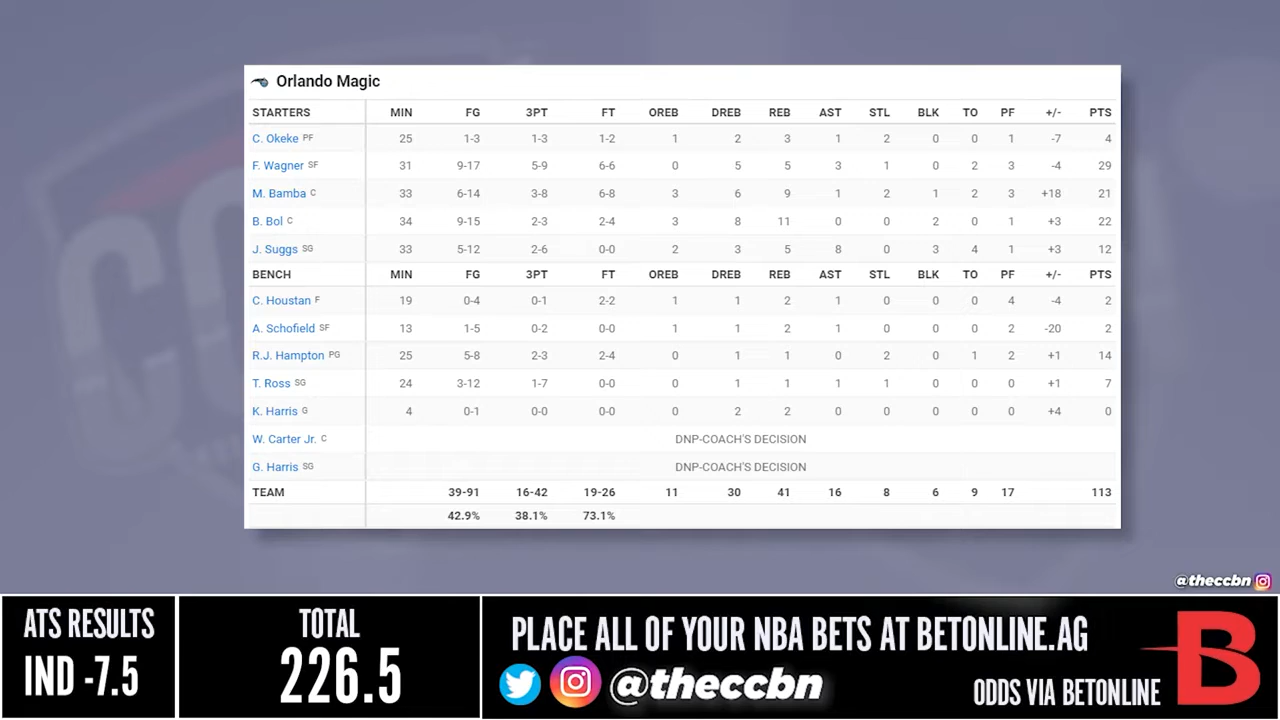 Orlando Magic
STARTERS MIN FG 3PT FT OREB DREB REB AST STL BLK TO PF +/- PTS
C. Okeke PF 25 1-3 1-3 1-2 1 2 3 1 2 0 0 1 -7 4
F. Wagner SF 31 9-17 5-9 6-6 0 5 5 3 1 0 2 3 -4 29
M. Bamba C 33 6-14 3-8 6-8 3 6 9 1 2 1 2 3 +18 21
B. Bol C 34 9-15 2-3 2-4 3 8 11 0 0 2 0 1 +3 22
J. Suggs SG 33 5-12 2-6 0-0 2 3 5 8 0 3 4 1 +3 12
BENCH MIN FG 3PT FT OREB DREB REB AST STL BLK TO PF +/- PTS
C. Houstan F 19 0-4 0-1 2-2 1 1 2 1 0 0 0 4 -4 2
A. Schofield SF 13 1-5 0-2 0-0 1 1 2 1 0 0 0 2 -20 2
R.J. Hampton PG 25 5-8 2-3 2-4 0 1 1 0 2 0 1 2 +1 14
T. Ross SG 24 3-12 1-7 0-0 0 1 1 1 1 0 0 0 +1 7
K. Harris G 4 0-1 0-0 0-0 0 2 2 0 0 0 0 0 +4 0
W. Carter Jr. C DNP-COACH'S DECISION
G. Harris SG DNP-COACH'S DECISION
TEAM 39-91 16-42 19-26 11 30 41 16 8 6 9 17 113
42.9% 38.1% 73.1%
@theccbn
ATS RESULTS
IND -7.5
TOTAL
226.5
PLACE ALL OF YOUR NBA BETS AT BETONLINE.AG
@theccbn
ODDS VIA BETONLINE
B